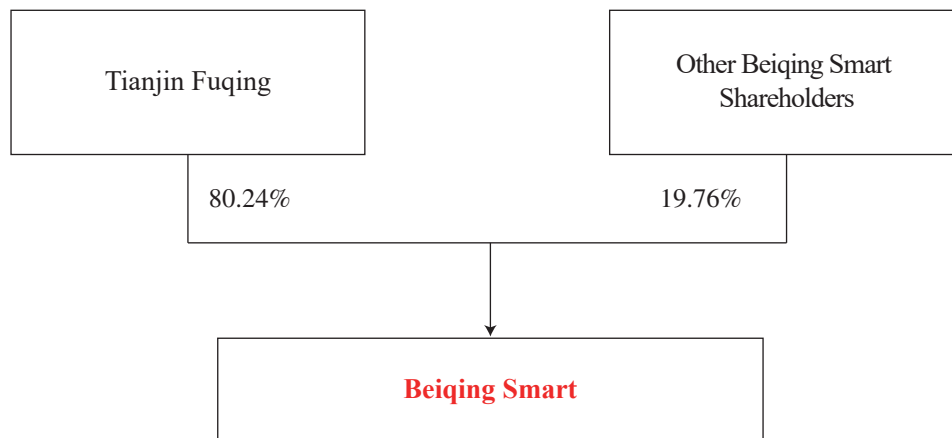 Tianjin Fuqing
Other Beiqing Smart
Shareholders
80.24%
19.76%
Beiqing Smart